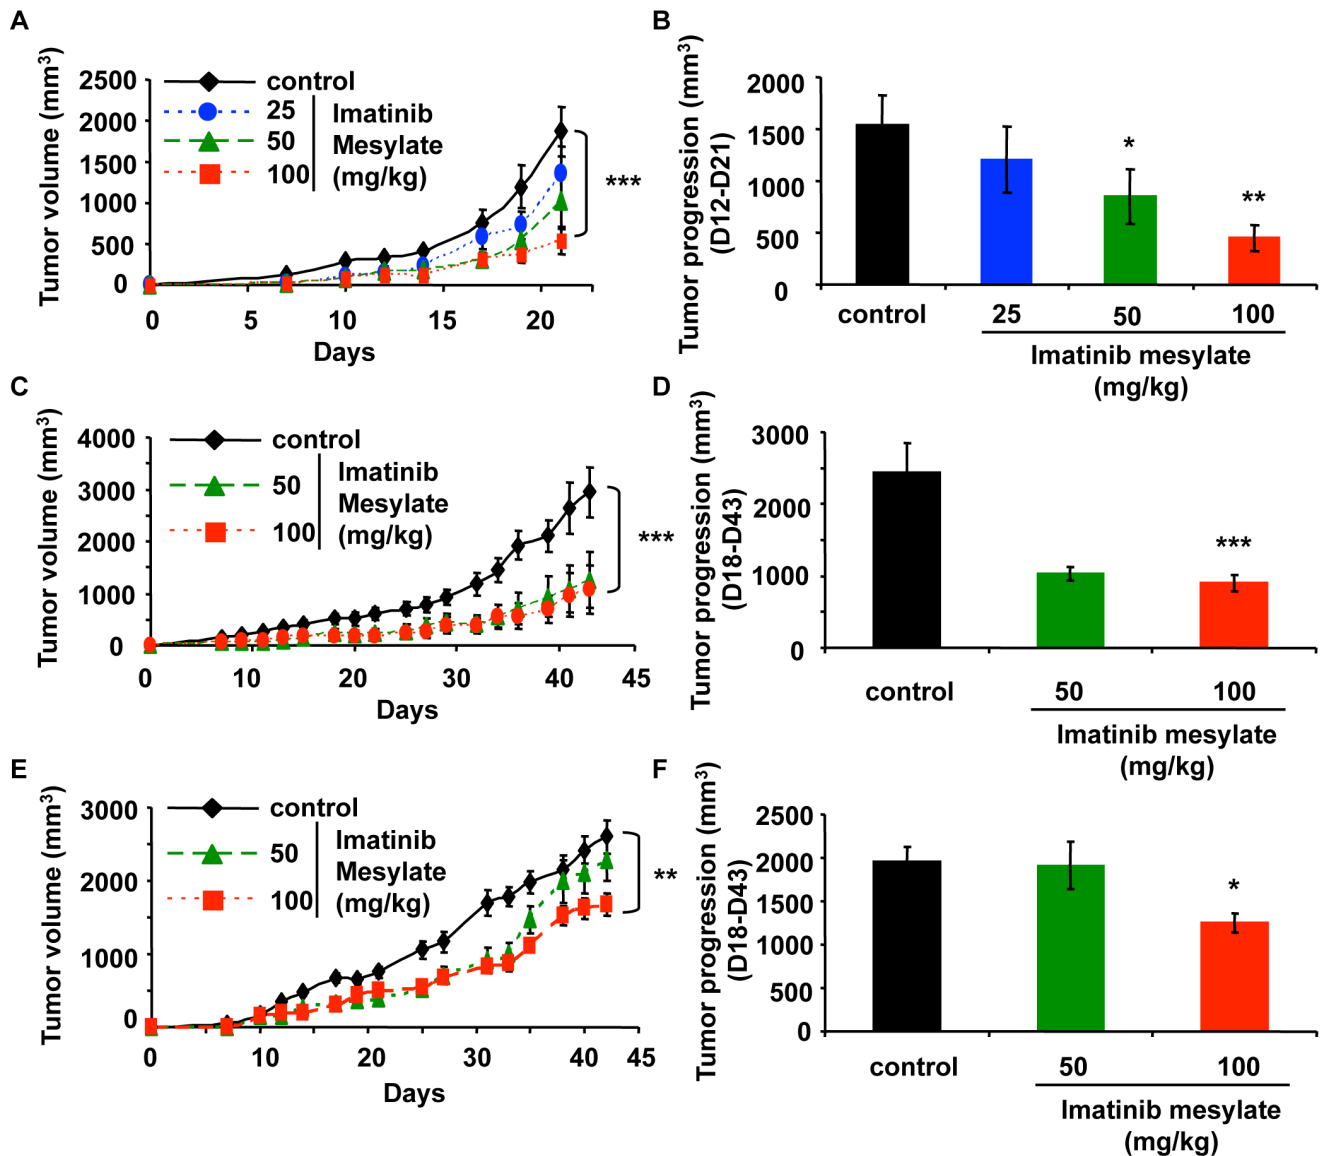 A
Tumor volume (mm³)
2500
2000
1500
1000
500
0
control
25
50
100
Imatinib
Mesylate
(mg/kg)
***
0
5
10
15
20
Days
B
Tumor progression (mm³)
(D12-D21)
2000
1500
1000
500
0
*
**
control
25
50
100
Imatinib mesylate
(mg/kg)
C
Tumor volume (mm³)
4000
3000
2000
1000
0
control
50
100
Imatinib
Mesylate
(mg/kg)
***
0
10
20
30
40
45
Days
D
Tumor progression (mm³)
(D18-D43)
3000
2000
1000
0
***
control
50
100
Imatinib mesylate
(mg/kg)
E
Tumor volume (mm³)
3000
2000
1000
0
control
50
100
Imatinib
Mesylate
(mg/kg)
**
0
10
20
30
40
45
Days
F
Tumor progression (mm³)
(D18-D43)
2500
2000
1500
1000
500
0
*
control
50
100
Imatinib mesylate
(mg/kg)